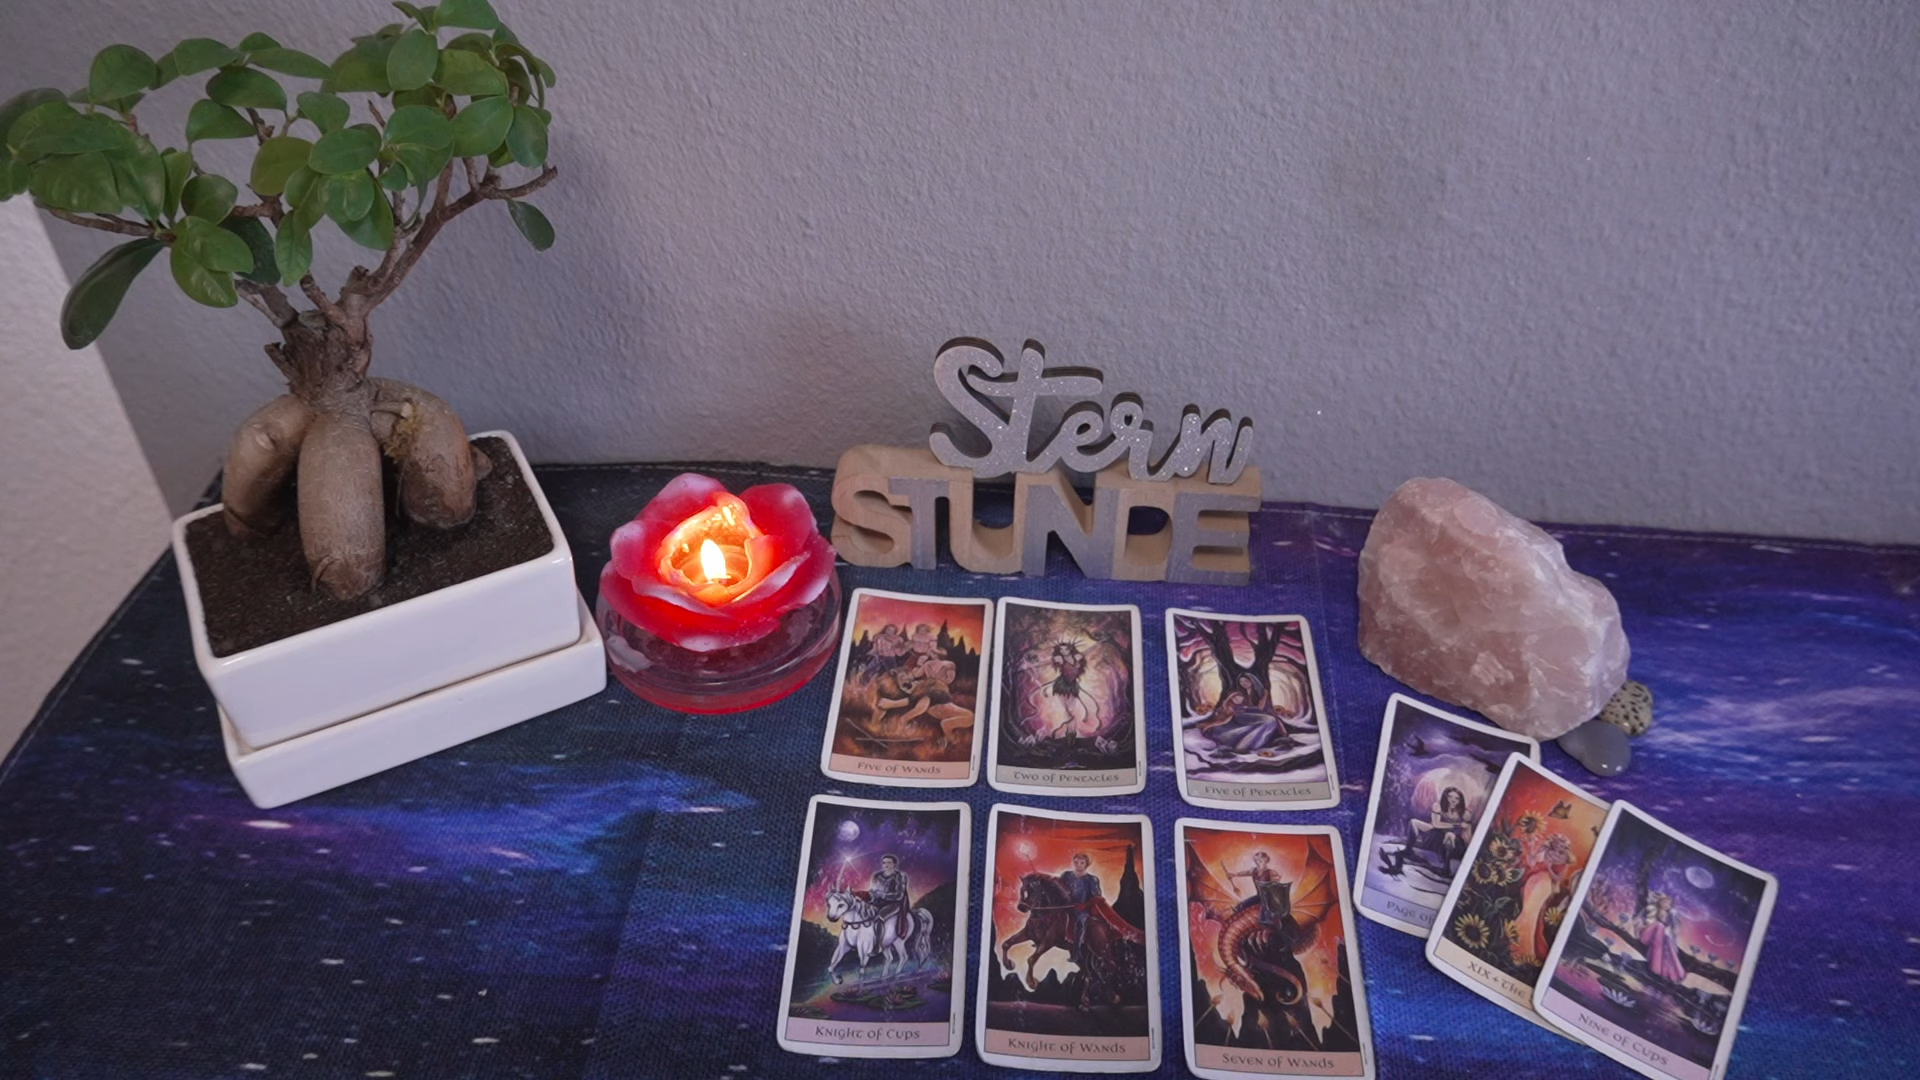 Stern
STUNDE
Five of Wands
Two of Pentacles
Five of Pentacles
Knight of Cups
Knight of Wands
Seven of Wands
Page of
XIX + The
Nine of Cups